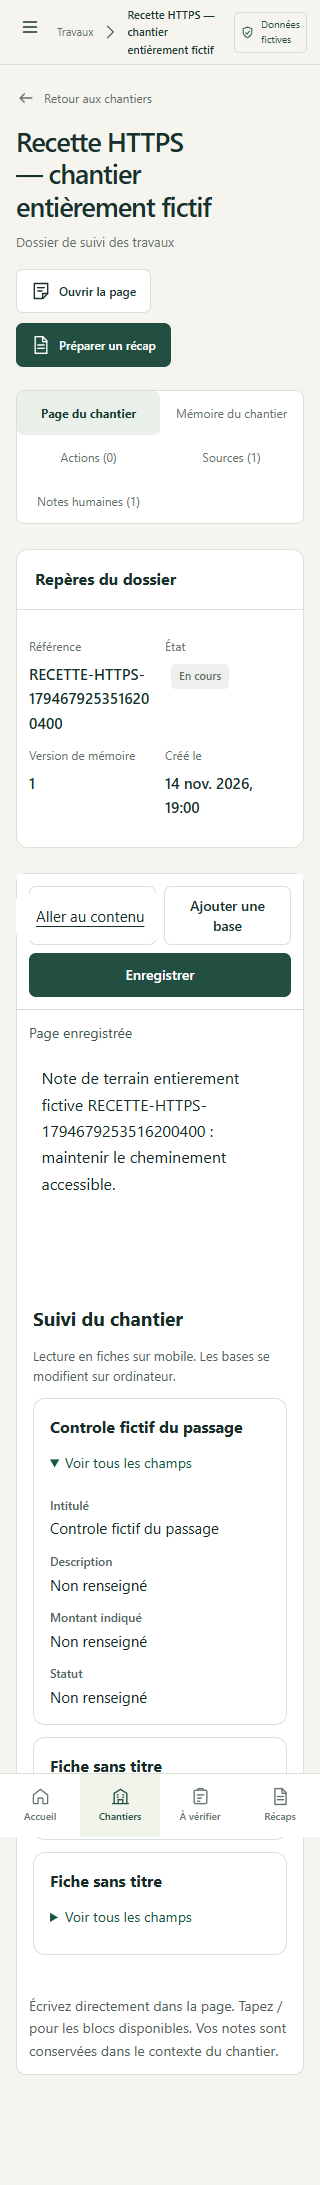 Travaux
Recette HTTPS —
chantier
entièrement fictif
Données
fictives
Retour aux chantiers
Recette HTTPS
— chantier
entièrement fictif
Dossier de suivi des travaux
Ouvrir la page
Préparer un récap
Page du chantier
Mémoire du chantier
Actions (0)
Sources (1)
Notes humaines (1)
Repères du dossier
Référence
État
RECETTE-HTTPS-
179467925351620
0400
En cours
Version de mémoire
Créé le
1
14 nov. 2026,
19:00
Aller au contenu
Ajouter une
base
Enregistrer
Page enregistrée
Note de terrain entierement
fictive RECETTE-HTTPS-
1794679253516200400 :
maintenir le cheminement
accessible.
Suivi du chantier
Lecture en fiches sur mobile. Les bases se
modifient sur ordinateur.
Controle fictif du passage
▼ Voir tous les champs
Intitulé
Controle fictif du passage
Description
Non renseigné
Montant indiqué
Non renseigné
Statut
Non renseigné
Fiche sans titre
Accueil
Chantiers
À vérifier
Récaps
Fiche sans titre
▶ Voir tous les champs
Écrivez directement dans la page. Tapez /
pour les blocs disponibles. Vos notes sont
conservées dans le contexte du chantier.